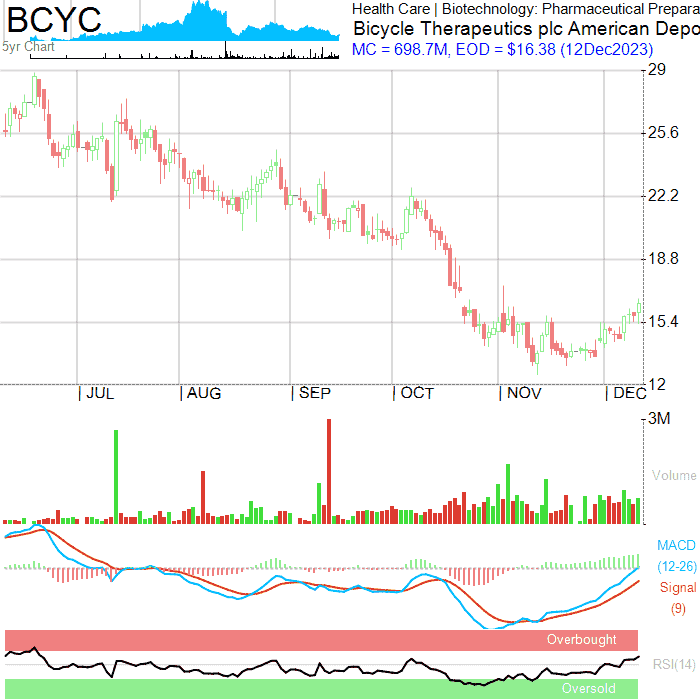 BCYC
5yr Chart
Health Care | Biotechnology: Pharmaceutical Prepara
Bicycle Therapeutics plc American Depo
MC = 698.7M, EOD = $16.38 (12Dec2023)
29
25.6
22.2
18.8
15.4
12
| JUL | AUG | SEP | OCT | NOV | DEC
3M
Volume
MACD
(12-26)
Signal
(9)
Overbought
RSI(14)
Oversold